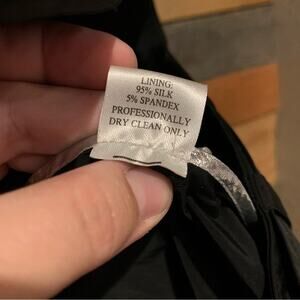 LINING:
95% SILK
5% SPANDEX
PROFESSIONALLY
DRY CLEAN ONLY